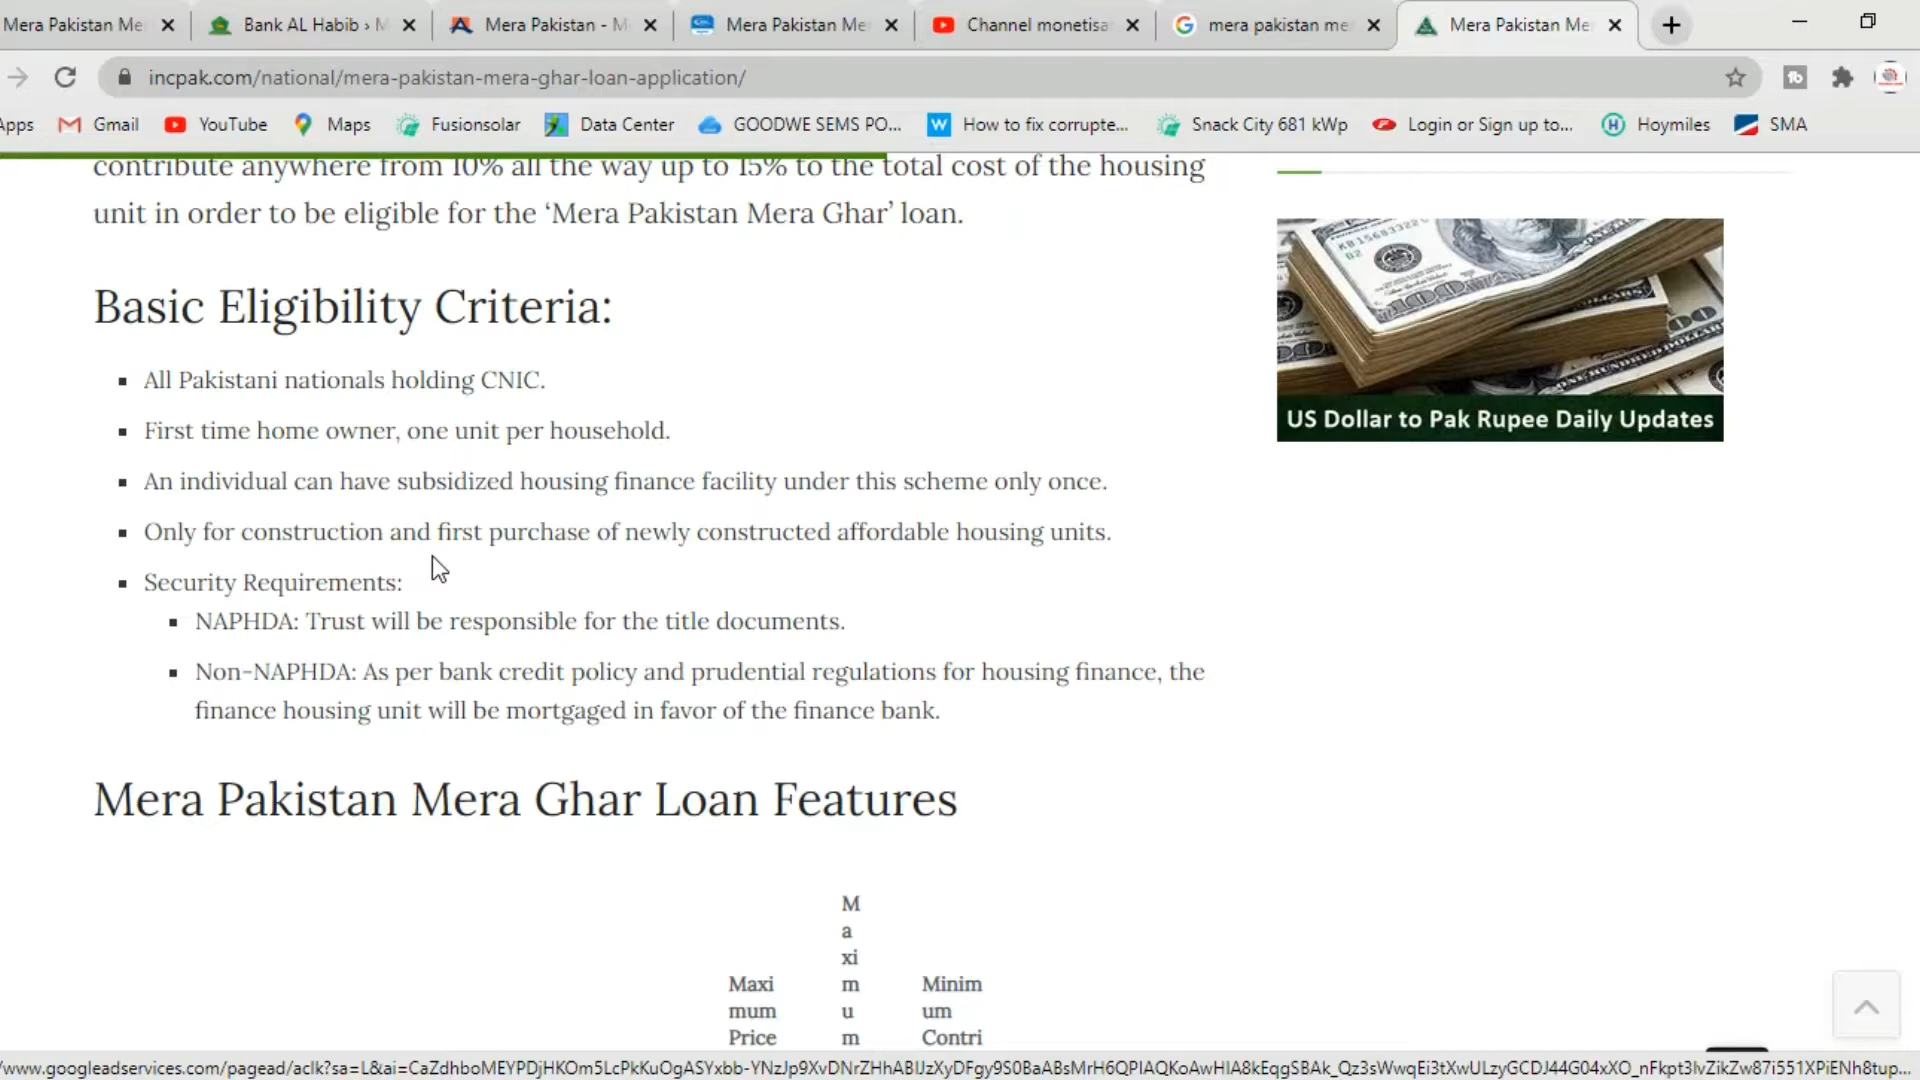 Mera Pakistan Me
Bank AL Habib › M
Mera Pakistan - M
Mera Pakistan Me
Channel monetisa
mera pakistan me
Mera Pakistan Me
incpak.com/national/mera-pakistan-mera-ghar-loan-application/
Apps
Gmail
YouTube
Maps
Fusionsolar
Data Center
GOODWE SEMS PO...
How to fix corrupte...
Snack City 681 kWp
Login or Sign up to...
Hoymiles
SMA
contribute anywhere from 10% all the way up to 15% to the total cost of the housing
unit in order to be eligible for the ‘Mera Pakistan Mera Ghar’ loan.
Basic Eligibility Criteria:
All Pakistani nationals holding CNIC.
First time home owner, one unit per household.
An individual can have subsidized housing finance facility under this scheme only once.
Only for construction and first purchase of newly constructed affordable housing units.
Security Requirements:
NAPHDA: Trust will be responsible for the title documents.
Non-NAPHDA: As per bank credit policy and prudential regulations for housing finance, the
finance housing unit will be mortgaged in favor of the finance bank.
US Dollar to Pak Rupee Daily Updates
Mera Pakistan Mera Ghar Loan Features
M
a
xi
Maxi m Minim
mum u um
Price m Contri